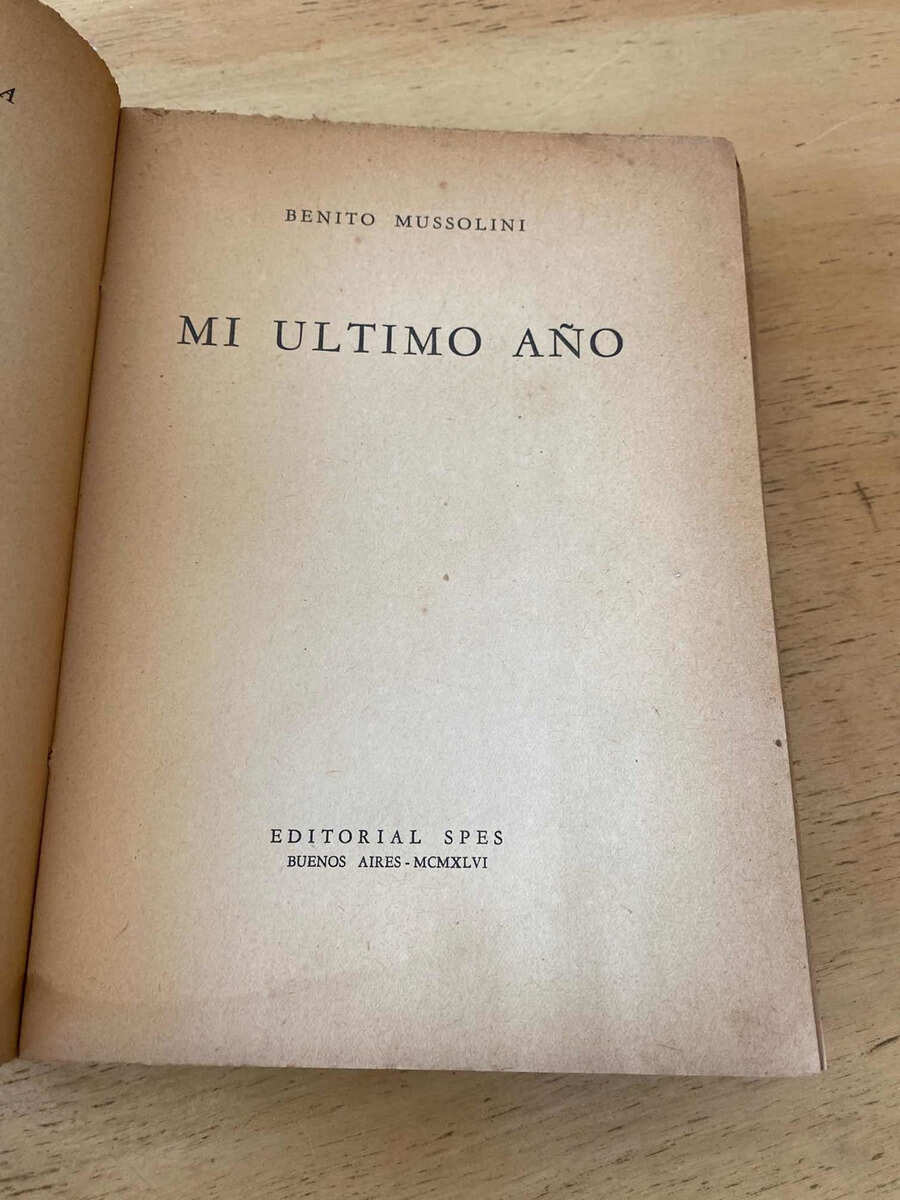 A
BENITO MUSSOLINI
MI ULTIMO AÑO
EDITORIAL SPES
BUENOS AIRES - MCMXLVI